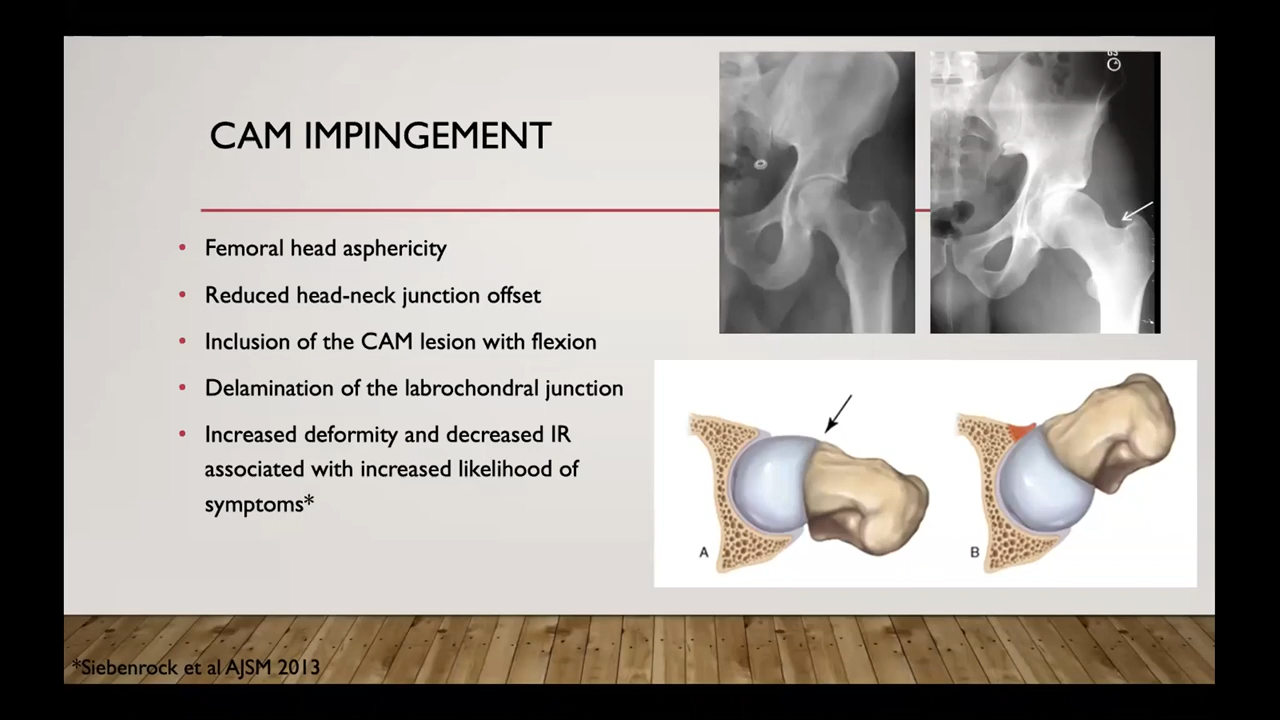 CAM IMPINGEMENT
• Femoral head asphericity
• Reduced head-neck junction offset
• Inclusion of the CAM lesion with flexion
• Delamination of the labrochondral junction
• Increased deformity and decreased IR
associated with increased likelihood of
symptoms*
A
B
*Siebenrock et al AJSM 2013